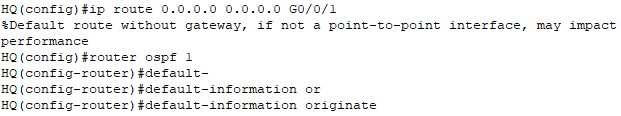 HQ(config)#ip route 0.0.0.0 0.0.0.0 G0/0/1
%Default route without gateway, if not a point-to-point interface, may impact
performance
HQ(config)#router ospf 1
HQ(config-router)#default-
HQ(config-router)#default-information or
HQ(config-router)#default-information originate